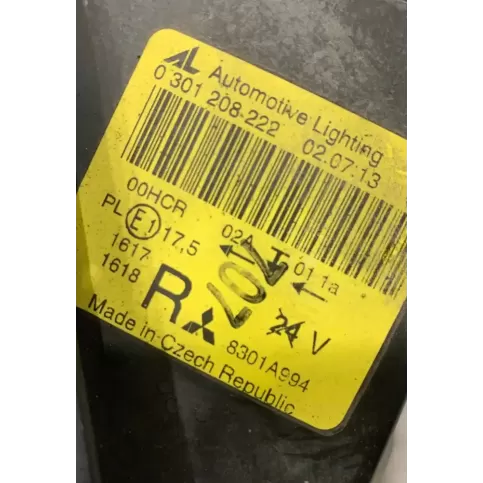 AL Automotive Lighting
0 301 208-222 02.07:13
00HCR 02A 01 1a
PL E1 17,5
1617
1618
R 707 24 V
8301A994
Made in Czech Republic